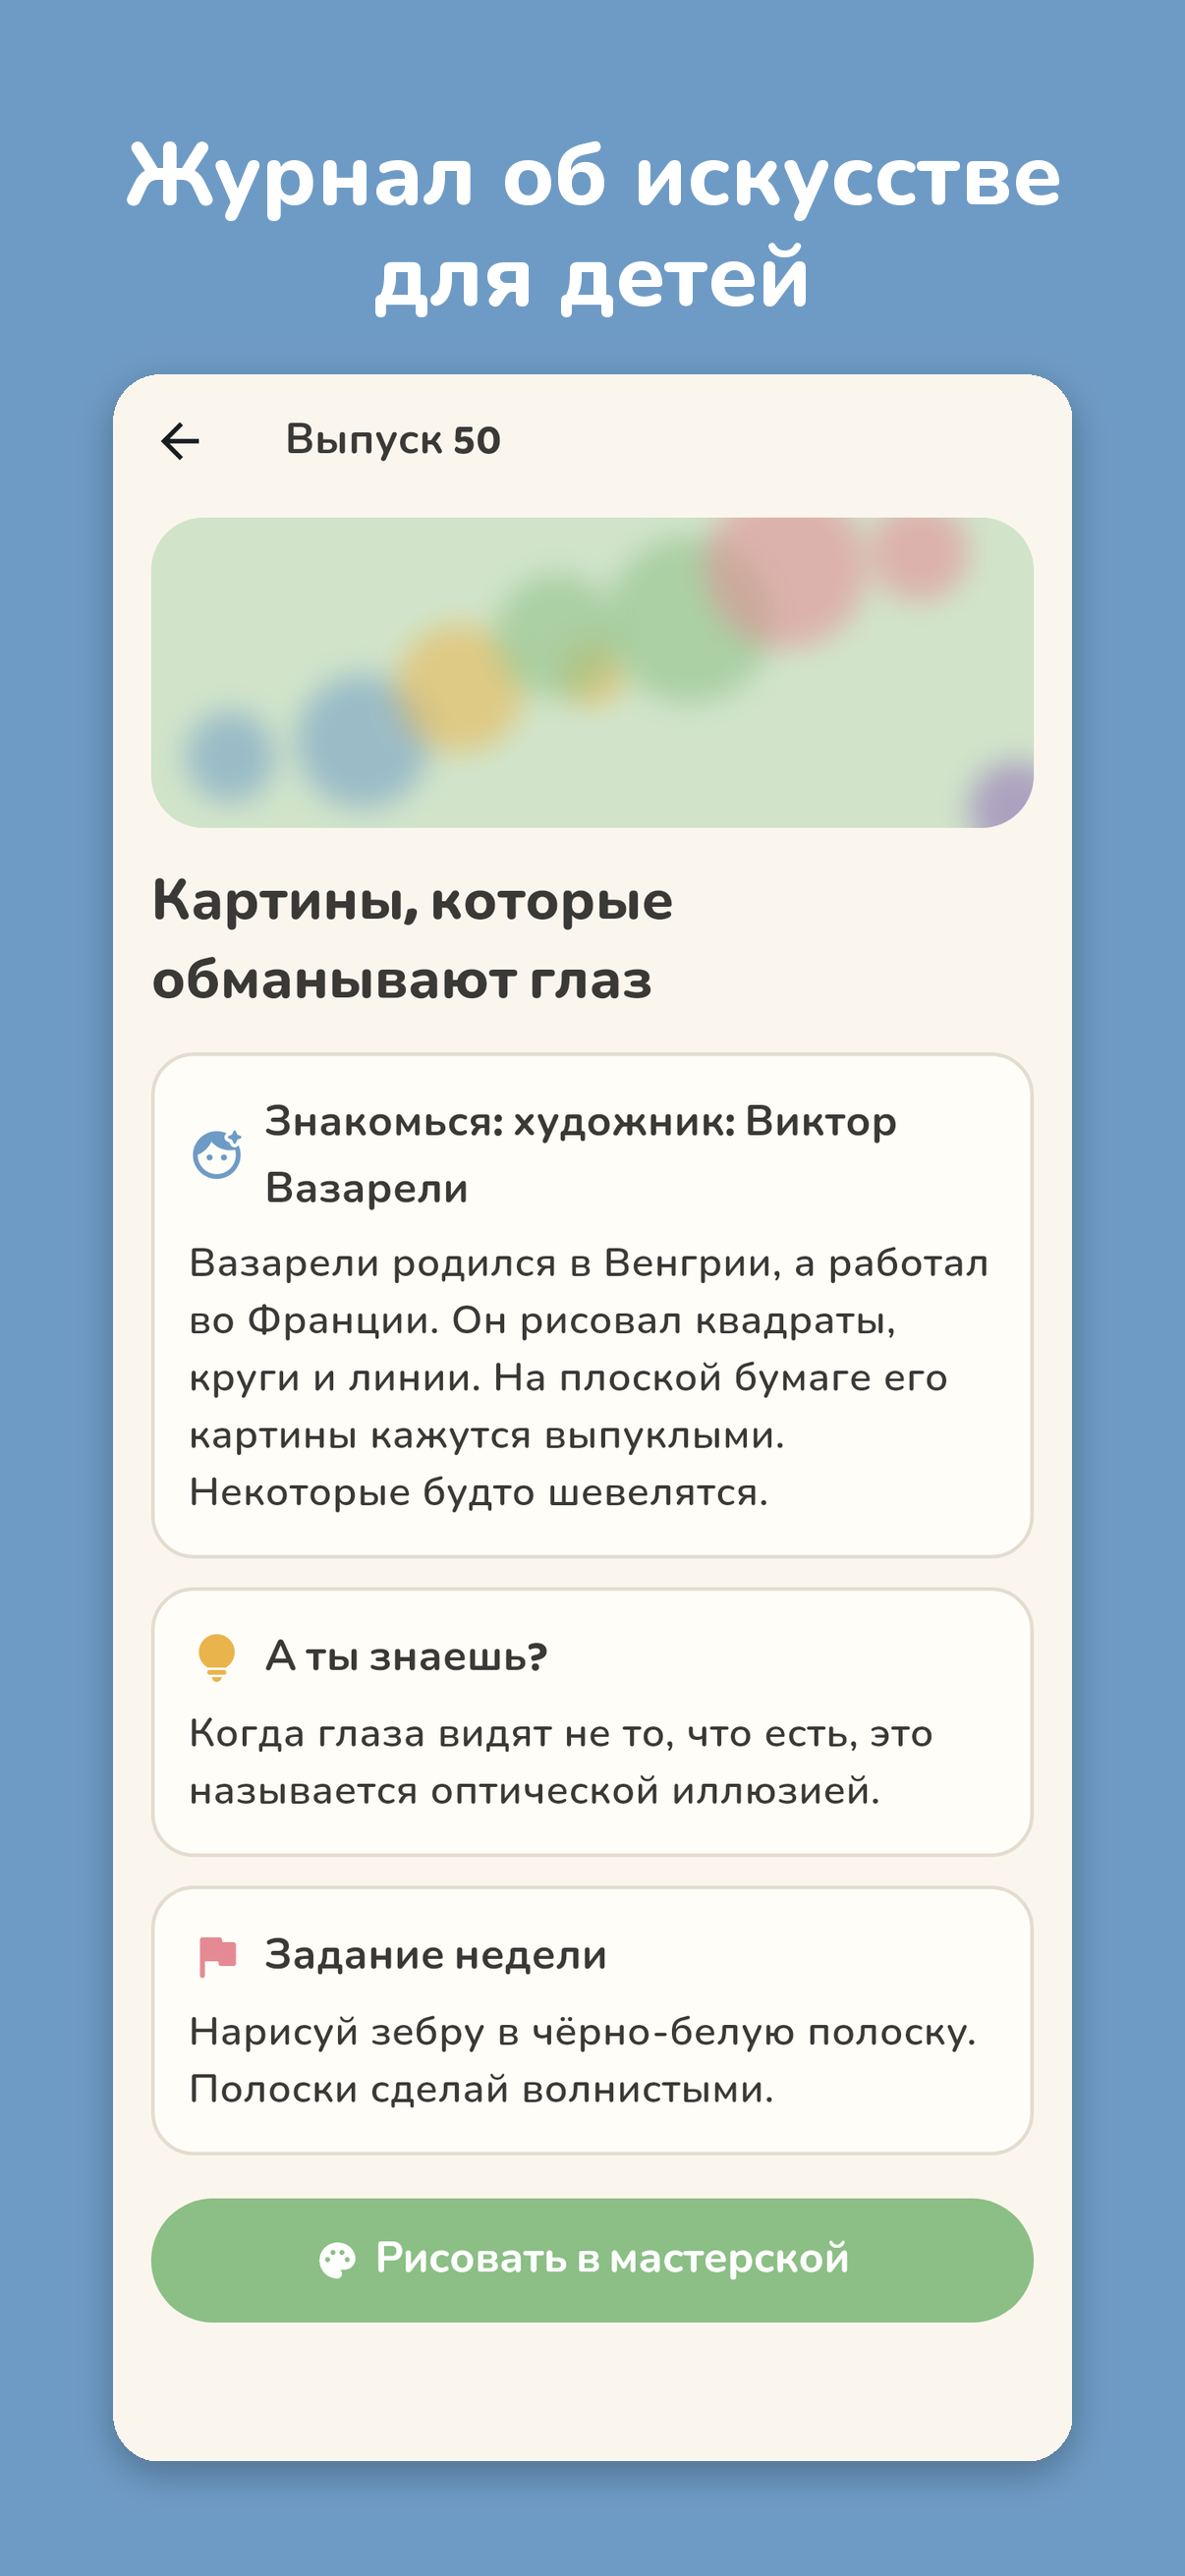 Журнал об искусстве
для детей
Выпуск 50
Картины, которые
обманывают глаз
Знакомься: художник: Виктор
Вазарели
Вазарели родился в Венгрии, а работал
во Франции. Он рисовал квадраты,
круги и линии. На плоской бумаге его
картины кажутся выпуклыми.
Некоторые будто шевелятся.
А ты знаешь?
Когда глаза видят не то, что есть, это
называется оптической иллюзией.
Задание недели
Нарисуй зебру в чёрно-белую полоску.
Полоски сделай волнистыми.
Рисовать в мастерской